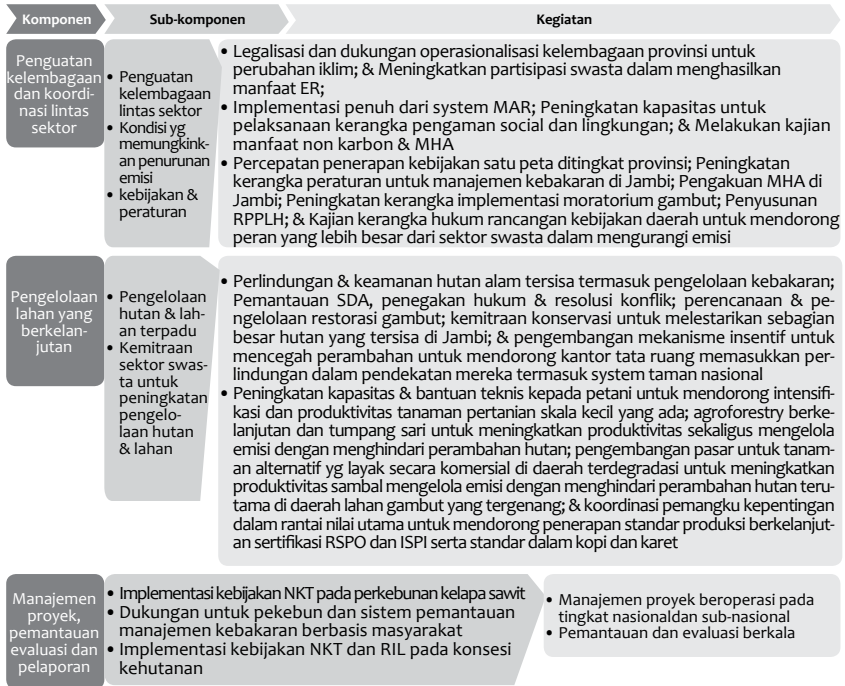 Komponen
Sub-komponen
Kegiatan
Penguatan
kelembagaan
dan koordi-
nasi lintas
sektor
• Penguatan
kelembagaan
lintas sektor
• Kondisi yg
memungkink-
an penurunan
emisi
• kebijakan &
peraturan
• Legalisasi dan dukungan operasionalisasi kelembagaan provinsi untuk
perubahan iklim; & Meningkatkan partisipasi swasta dalam menghasilkan
manfaat ER;
• Implementasi penuh dari system MAR; Peningkatan kapasitas untuk
pelaksanaan kerangka pengaman social dan lingkungan; & Melakukan kajian
manfaat non karbon & MHA
• Percepatan penerapan kebijakan satu peta ditingkat provinsi; Peningkatan
kerangka peraturan untuk manajemen kebakaran di Jambi; Pengakuan MHA di
Jambi; Peningkatan kerangka implementasi moratorium gambut; Penyusunan
RPPLH; & Kajian kerangka hukum rancangan kebijakan daerah untuk mendorong
peran yang lebih besar dari sektor swasta dalam mengurangi emisi
Pengelolaan
lahan yang
berkelan-
jutan
• Pengelolaan
hutan & lah-
an terpadu
• Kemitraan
sektor swas-
ta untuk
peningkatan
pengelo-
laan hutan
& lahan
• Perlindungan & keamanan hutan alam tersisa termasuk pengelolaan kebakaran;
Pemantauan SDA, penegakan hukum & resolusi konflik; perencanaan & pe-
ngelolaan restorasi gambut; kemitraan konservasi untuk melestarikan sebagian
besar hutan yang tersisa di Jambi; & pengembangan mekanisme insentif untuk
mencegah perambahan untuk mendorong kantor tata ruang memasukkan per-
lindungan dalam pendekatan mereka termasuk system taman nasional
• Peningkatan kapasitas & bantuan teknis kepada petani untuk mendorong intensifi-
kasi dan produktivitas tanaman pertanian skala kecil yang ada; agroforestry berke-
lanjutan dan tumpang sari untuk meningkatkan produktivitas sekaligus mengelola
emisi dengan menghindari perambahan hutan; pengembangan pasar untuk tanam-
an alternatif yg layak secara komersial di daerah terdegradasi untuk meningkatkan
produktivitas sambal mengelola emisi dengan menghindari perambahan hutan teru-
tama di daerah lahan gambut yang tergenang; & koordinasi pemangku kepentingan
dalam rantai nilai utama untuk mendorong penerapan standar produksi berkelanjut-
an sertifikasi RSPO dan ISPI serta standar dalam kopi dan karet
Manajemen
proyek,
pemantauan
evaluasi dan
pelaporan
• Implementasi kebijakan NKT pada perkebunan kelapa sawit
• Dukungan untuk pekebun dan sistem pemantauan
manajemen kebakaran berbasis masyarakat
• Implementasi kebijakan NKT dan RIL pada konsesi
kehutanan
• Manajemen proyek beroperasi pada
tingkat nasionaldan sub-nasional
• Pemantauan dan evaluasi berkala